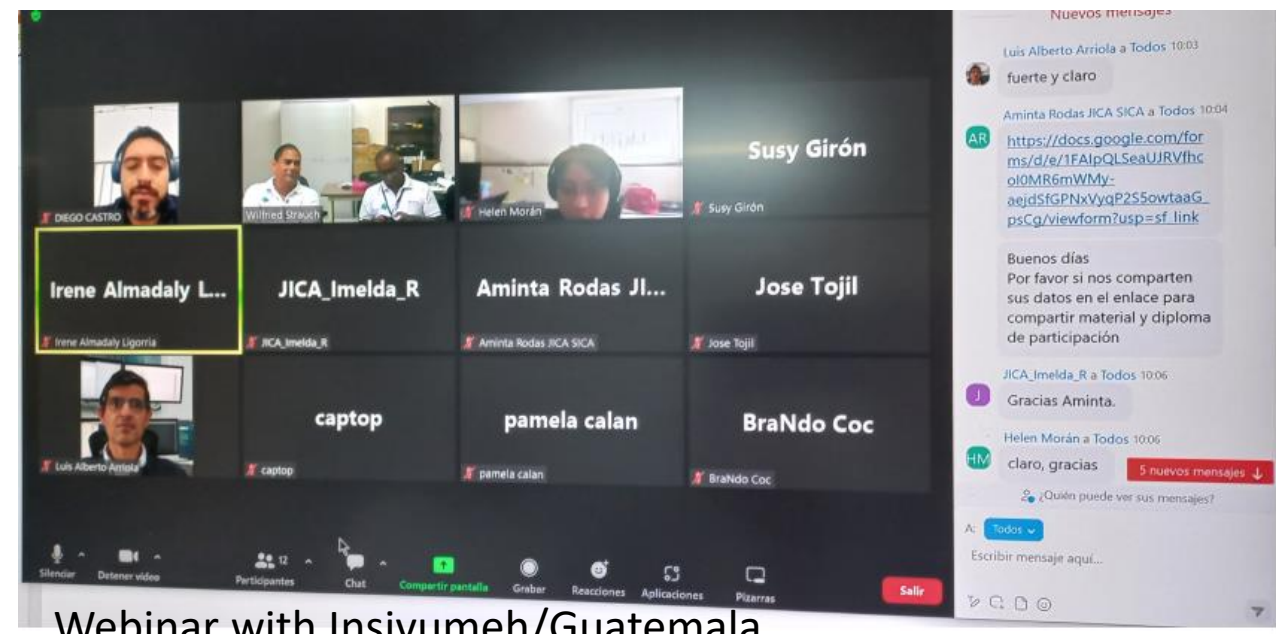 DIEGO CASTRO
Wilfried Strauch
Helen Morán
Susy Girón
Susy Girón
Irene Almadaly L...
Irene Almadaly Ligorria
JICA_Imelda_R
JICA_Imelda_R
Aminta Rodas JI...
Aminta Rodas JICA SICA
Jose Tojil
Jose Tojil
Luis Alberto Arriola
captop
captop
pamela calan
pamela calan
BraNdo Coc
BraNdo Coc
Silenciar
Detener video
12
Participantes
Chat
Compartir pantalla
Grabar
Reacciones
Aplicaciones
Pizarras
Salir
Nuevos mensajes
Luis Alberto Arriola a Todos 10:03
fuerte y claro
Aminta Rodas JICA SICA a Todos 10:04
AR
https://docs.google.com/for
ms/d/e/1FAIpQLSeaUJRVfhc
ol0MR6mWMy-
aejdSfGPNxVyqP2S5owtaaG_
psCg/viewform?usp=sf_link
Buenos días
Por favor si nos comparten
sus datos en el enlace para
compartir material y diploma
de participación
JICA_Imelda_R a Todos 10:06
J
Gracias Aminta.
Helen Morán a Todos 10:06
HM
claro, gracias
5 nuevos mensajes
¿Quién puede ver sus mensajes?
A: Todos
Escribir mensaje aquí...
Webinar with Insivumeh/Guatemala